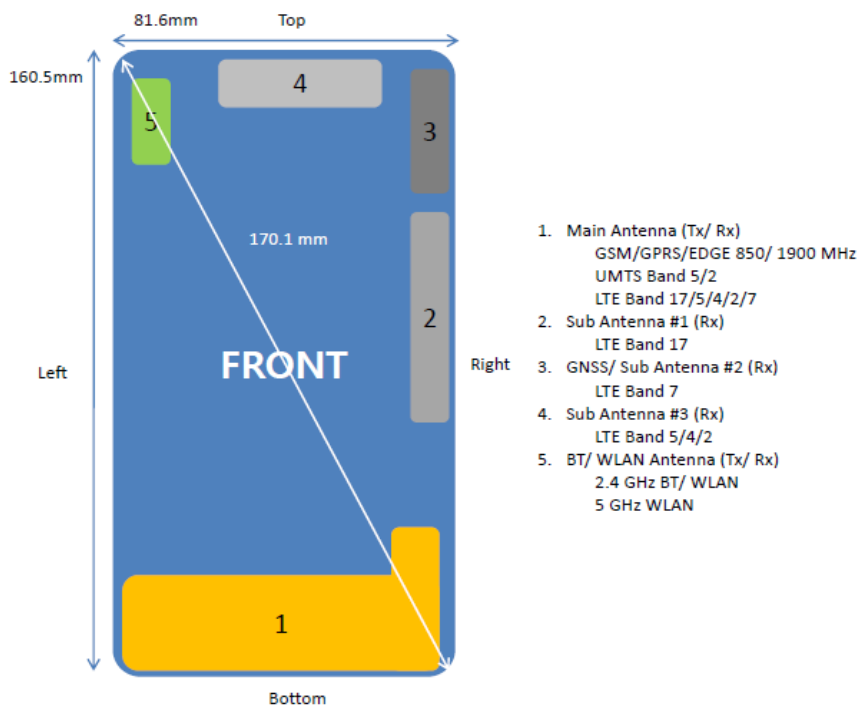 81.6mm
Top
160.5mm
4
5
3
170.1 mm
2
FRONT
Left
Right
1
Bottom
1. Main Antenna (Tx/ Rx)
GSM/GPRS/EDGE 850/ 1900 MHz
UMTS Band 5/2
LTE Band 17/5/4/2/7
2. Sub Antenna #1 (Rx)
LTE Band 17
3. GNSS/ Sub Antenna #2 (Rx)
LTE Band 7
4. Sub Antenna #3 (Rx)
LTE Band 5/4/2
5. BT/ WLAN Antenna (Tx/ Rx)
2.4 GHz BT/ WLAN
5 GHz WLAN